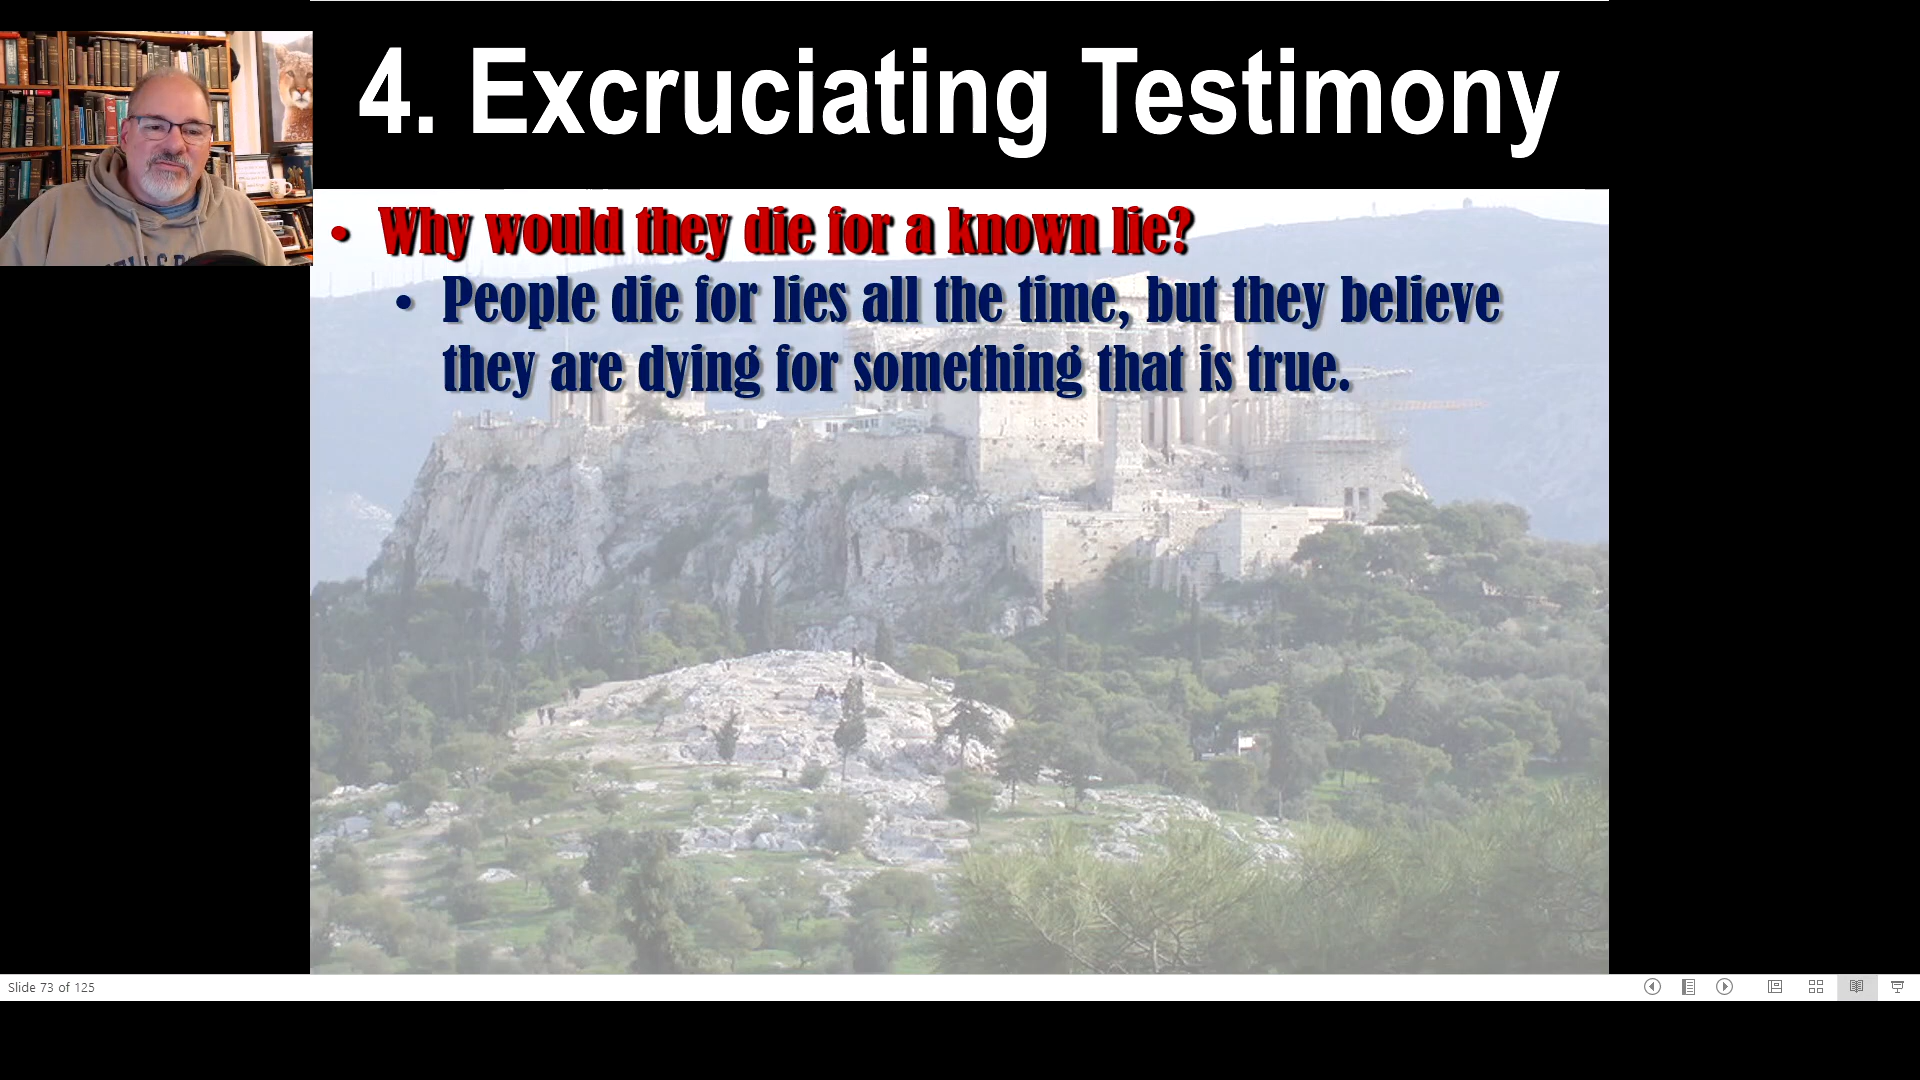 4. Excruciating Testimony
• Why would they die for a known lie?
• People die for lies all the time, but they believe
they are dying for something that is true.
Slide 73 of 125